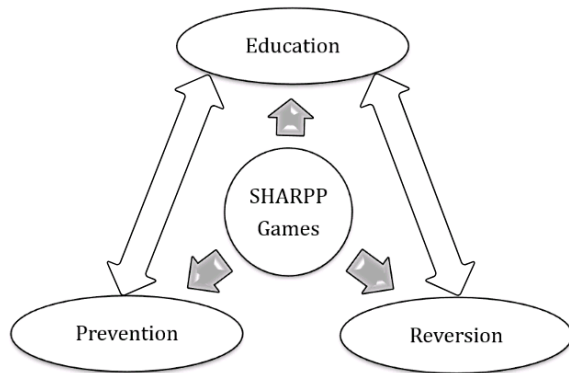 Education
SHARPP
Games
Prevention
Reversion